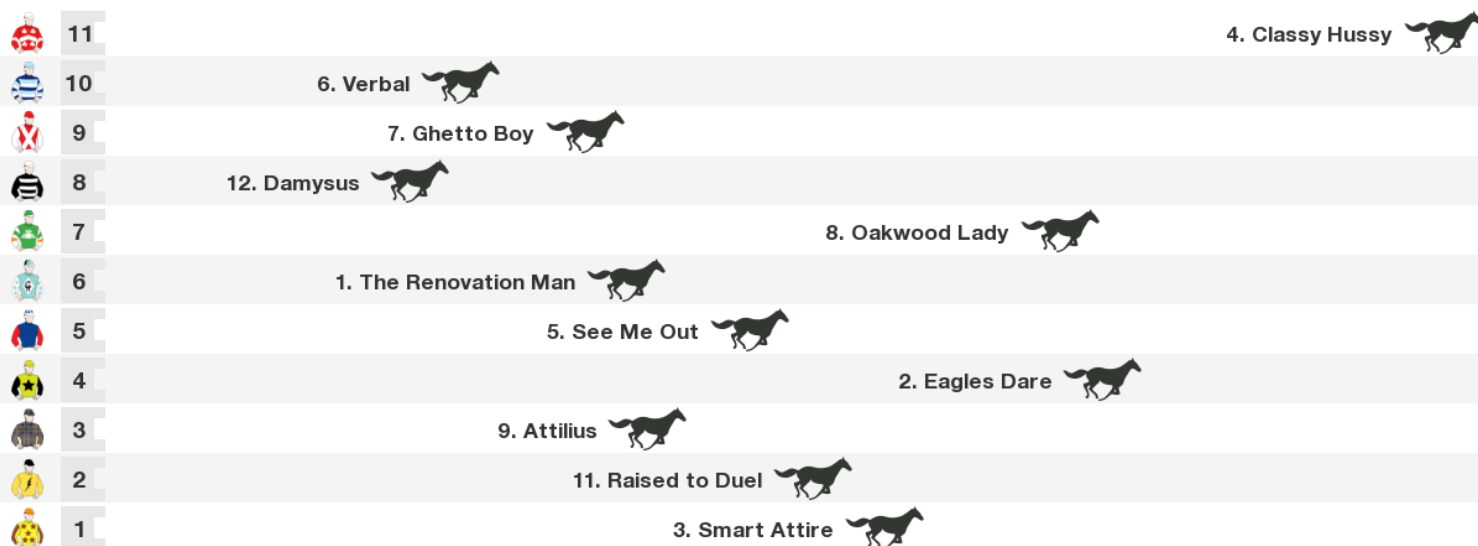 11 4. Classy Hussy
10 6. Verbal
9 7. Ghetto Boy
8 12. Damysus
7 8. Oakwood Lady
6 1. The Renovation Man
5 5. See Me Out
4 2. Eagles Dare
3 9. Attilius
2 11. Raised to Duel
1 3. Smart Attire